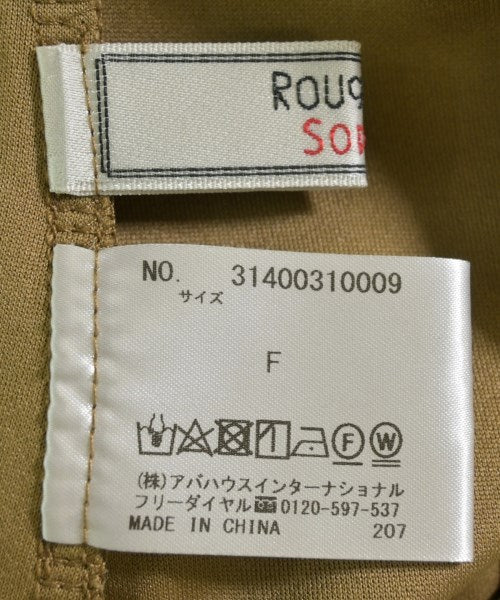 ROUG
So
NO. 31400310009
サイズ
F
F W
(株)アバハウスインターナショナル
フリーダイヤル☎0120-597-537
MADE IN CHINA 207